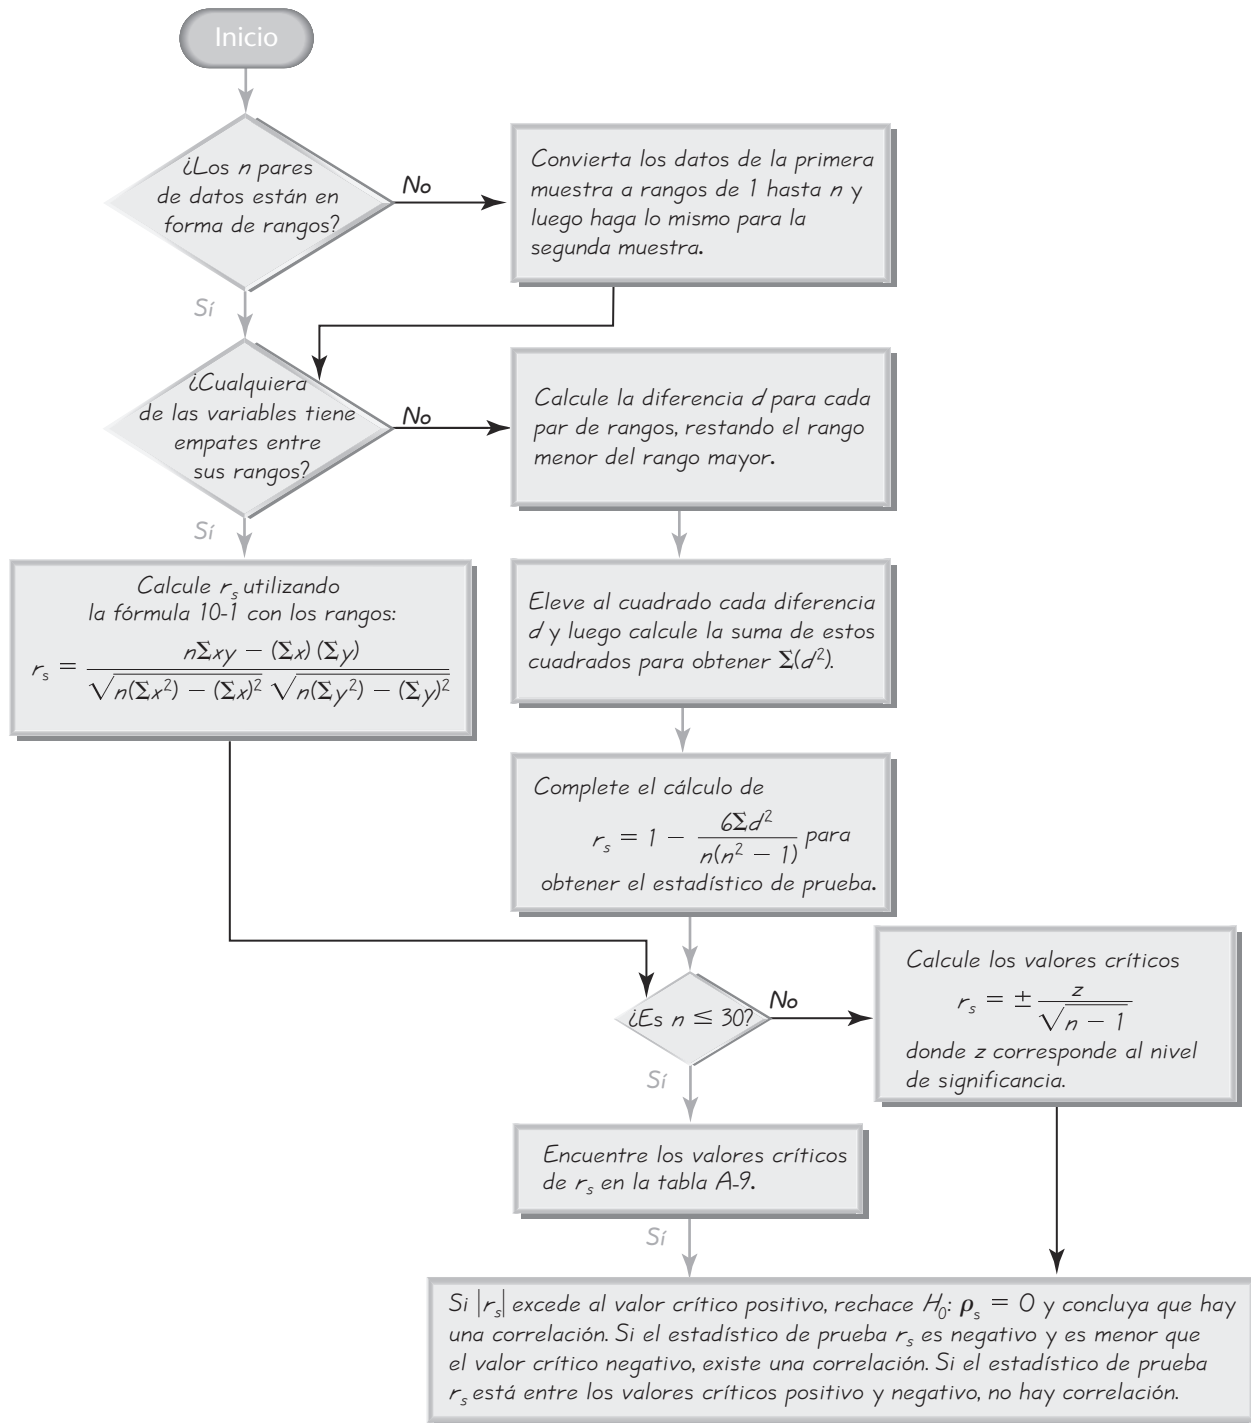 Inicio
¿Los n pares
de datos están en
forma de rangos?
No
Convierta los datos de la primera
muestra a rangos de 1 hasta n y
luego haga lo mismo para la
segunda muestra.
Sí
¿Cualquiera
de las variables tiene
empates entre
sus rangos?
No
Calcule la diferencia d para cada
par de rangos, restando el rango
menor del rango mayor.
Sí
Calcule r_s utilizando
la fórmula 10-1 con los rangos:
r_s = \frac{nΣxy − (Σx) (Σy)}{\sqrt{n(Σx²) − (Σx)²} \sqrt{n(Σy²) − (Σy)²}}
Eleve al cuadrado cada diferencia
d y luego calcule la suma de estos
cuadrados para obtener Σ(d²).
Complete el cálculo de
r_s = 1 − \frac{6Σd²}{n(n² − 1)} para
obtener el estadístico de prueba.
¿Es n ≤ 30?
No
Calcule los valores críticos
r_s = ± \frac{z}{\sqrt{n − 1}}
donde z corresponde al nivel
de significancia.
Sí
Encuentre los valores críticos
de r_s en la tabla A-9.
Sí
Si |r_s| excede al valor crítico positivo, rechace H₀: ρ_s = 0 y concluya que hay
una correlación. Si el estadístico de prueba r_s es negativo y es menor que
el valor crítico negativo, existe una correlación. Si el estadístico de prueba
r_s está entre los valores críticos positivo y negativo, no hay correlación.